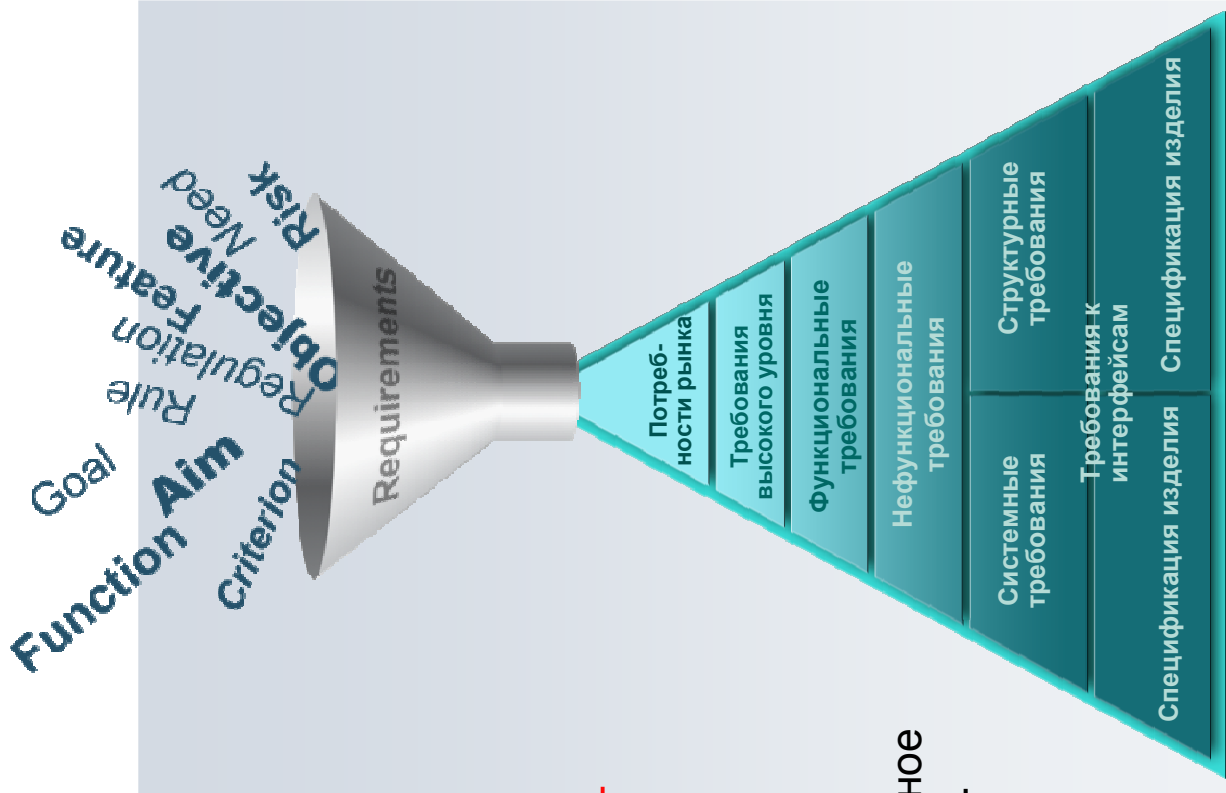 Function
Goal
Feature
Rule
Regulation
Aim
Need
Objective
Criterion
Risk
Requirements
Потреб-
ности рынка
Требования
высокого уровня
Функциональные
требования
ное
Нефункциональные
требования
Системные
требования
Структурные
требования
Требования к
интерфейсам
Спецификация изделия
Спецификация изделия